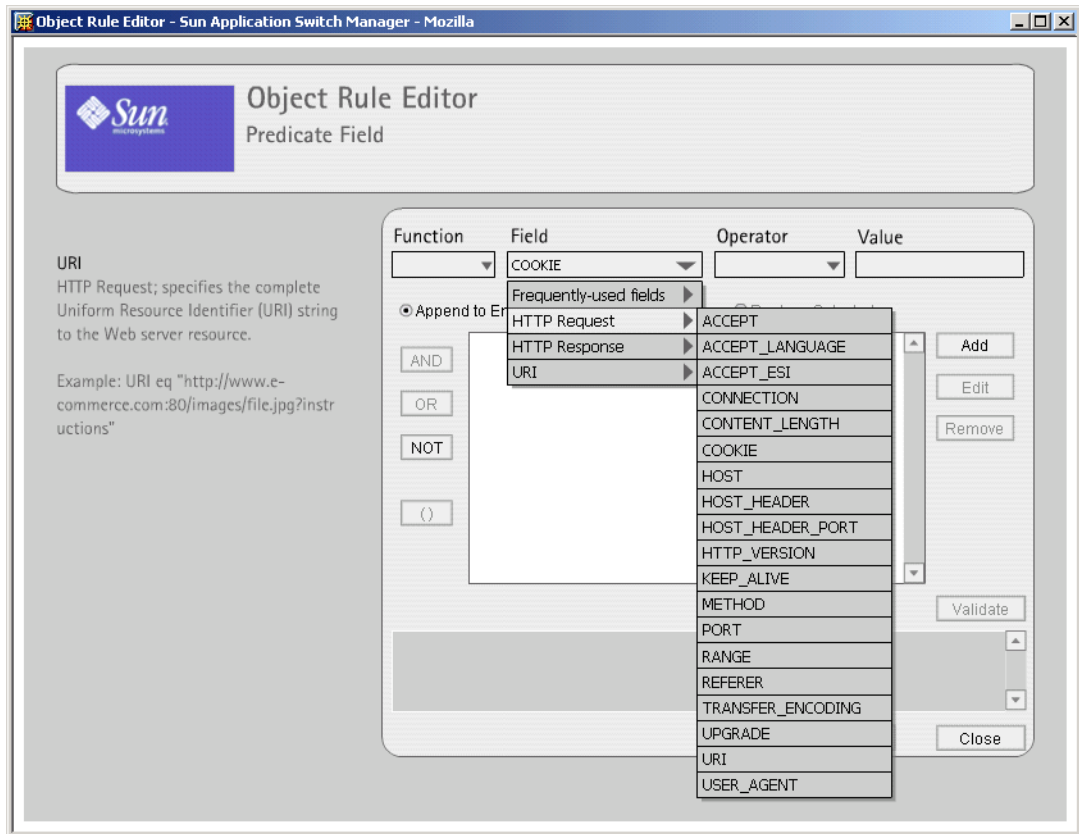 Object Rule Editor - Sun Application Switch Manager - Mozilla
Sun
microsystems
Object Rule Editor
Predicate Field
URI
HTTP Request; specifies the complete
Uniform Resource Identifier (URI) string
to the Web server resource.
Example: URI eq "http://www.e-
commerce.com:80/images/file.jpg?instr
uctions"
Function Field Operator Value
COOKIE
Append to
Frequently-used fields
HTTP Request
HTTP Response
URI
ACCEPT
ACCEPT_LANGUAGE
ACCEPT_ESI
CONNECTION
CONTENT_LENGTH
COOKIE
HOST
HOST_HEADER
HOST_HEADER_PORT
HTTP_VERSION
KEEP_ALIVE
METHOD
PORT
RANGE
REFERER
TRANSFER_ENCODING
UPGRADE
URI
USER_AGENT
AND
OR
NOT
()
Add
Edit
Remove
Validate
Close